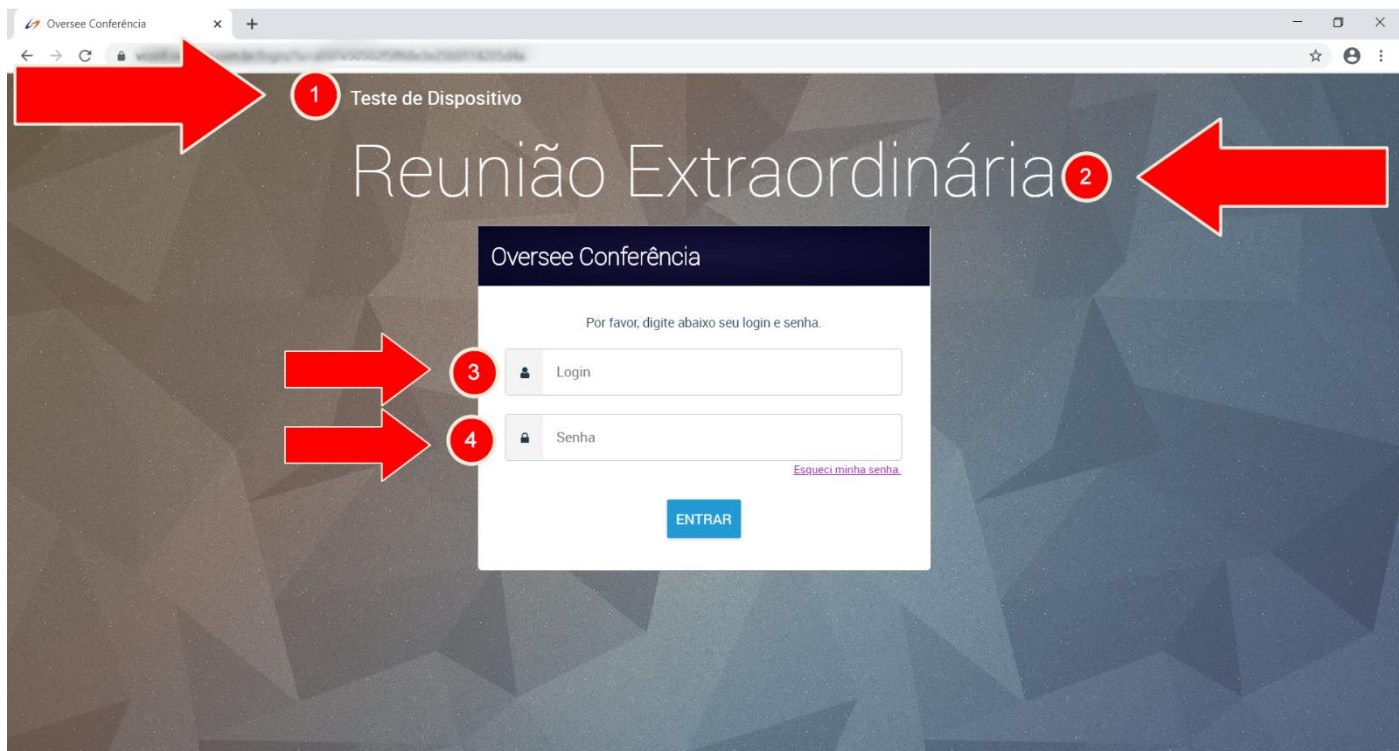 Oversee Conferência
1 Teste de Dispositivo
Reunião Extraordinária 2
Oversee Conferência
Por favor, digite abaixo seu login e senha.
3 Login
4 Senha
Esqueci minha senha.
ENTRAR